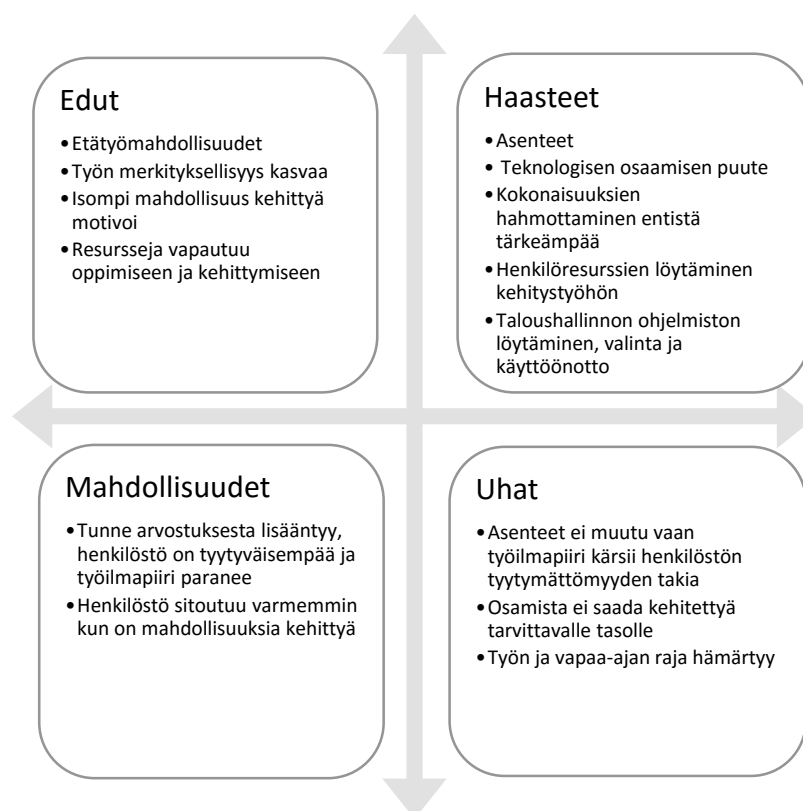 Edut
•Etätyömahdollisuudet
•Työn merkityksellisyys kasvaa
•Isompi mahdollisuus kehittyä
motivoi
•Resursseja vapautuu
oppimiseen ja kehittymiseen
Haasteet
•Asenteet
• Teknologisen osaamisen puute
•Kokonaisuuksien
hahmottaminen entistä
tärkeämpää
•Henkilöresurssien löytäminen
kehitystyöhön
•Taloushallinnon ohjelmiston
löytäminen, valinta ja
käyttöönotto
Mahdollisuudet
•Tunne arvostuksesta lisääntyy,
henkilöstö on tyytyväisempää ja
työilmapiiri paranee
•Henkilöstö sitoutuu varmemmin
kun on mahdollisuuksia kehittyä
Uhat
•Asenteet ei muutu vaan
työilmapiiri kärsii henkilöstön
tyytymättömyyden takia
•Osamista ei saada kehitettyä
tarvittavalle tasolle
•Työn ja vapaa-ajan raja hämärtyy